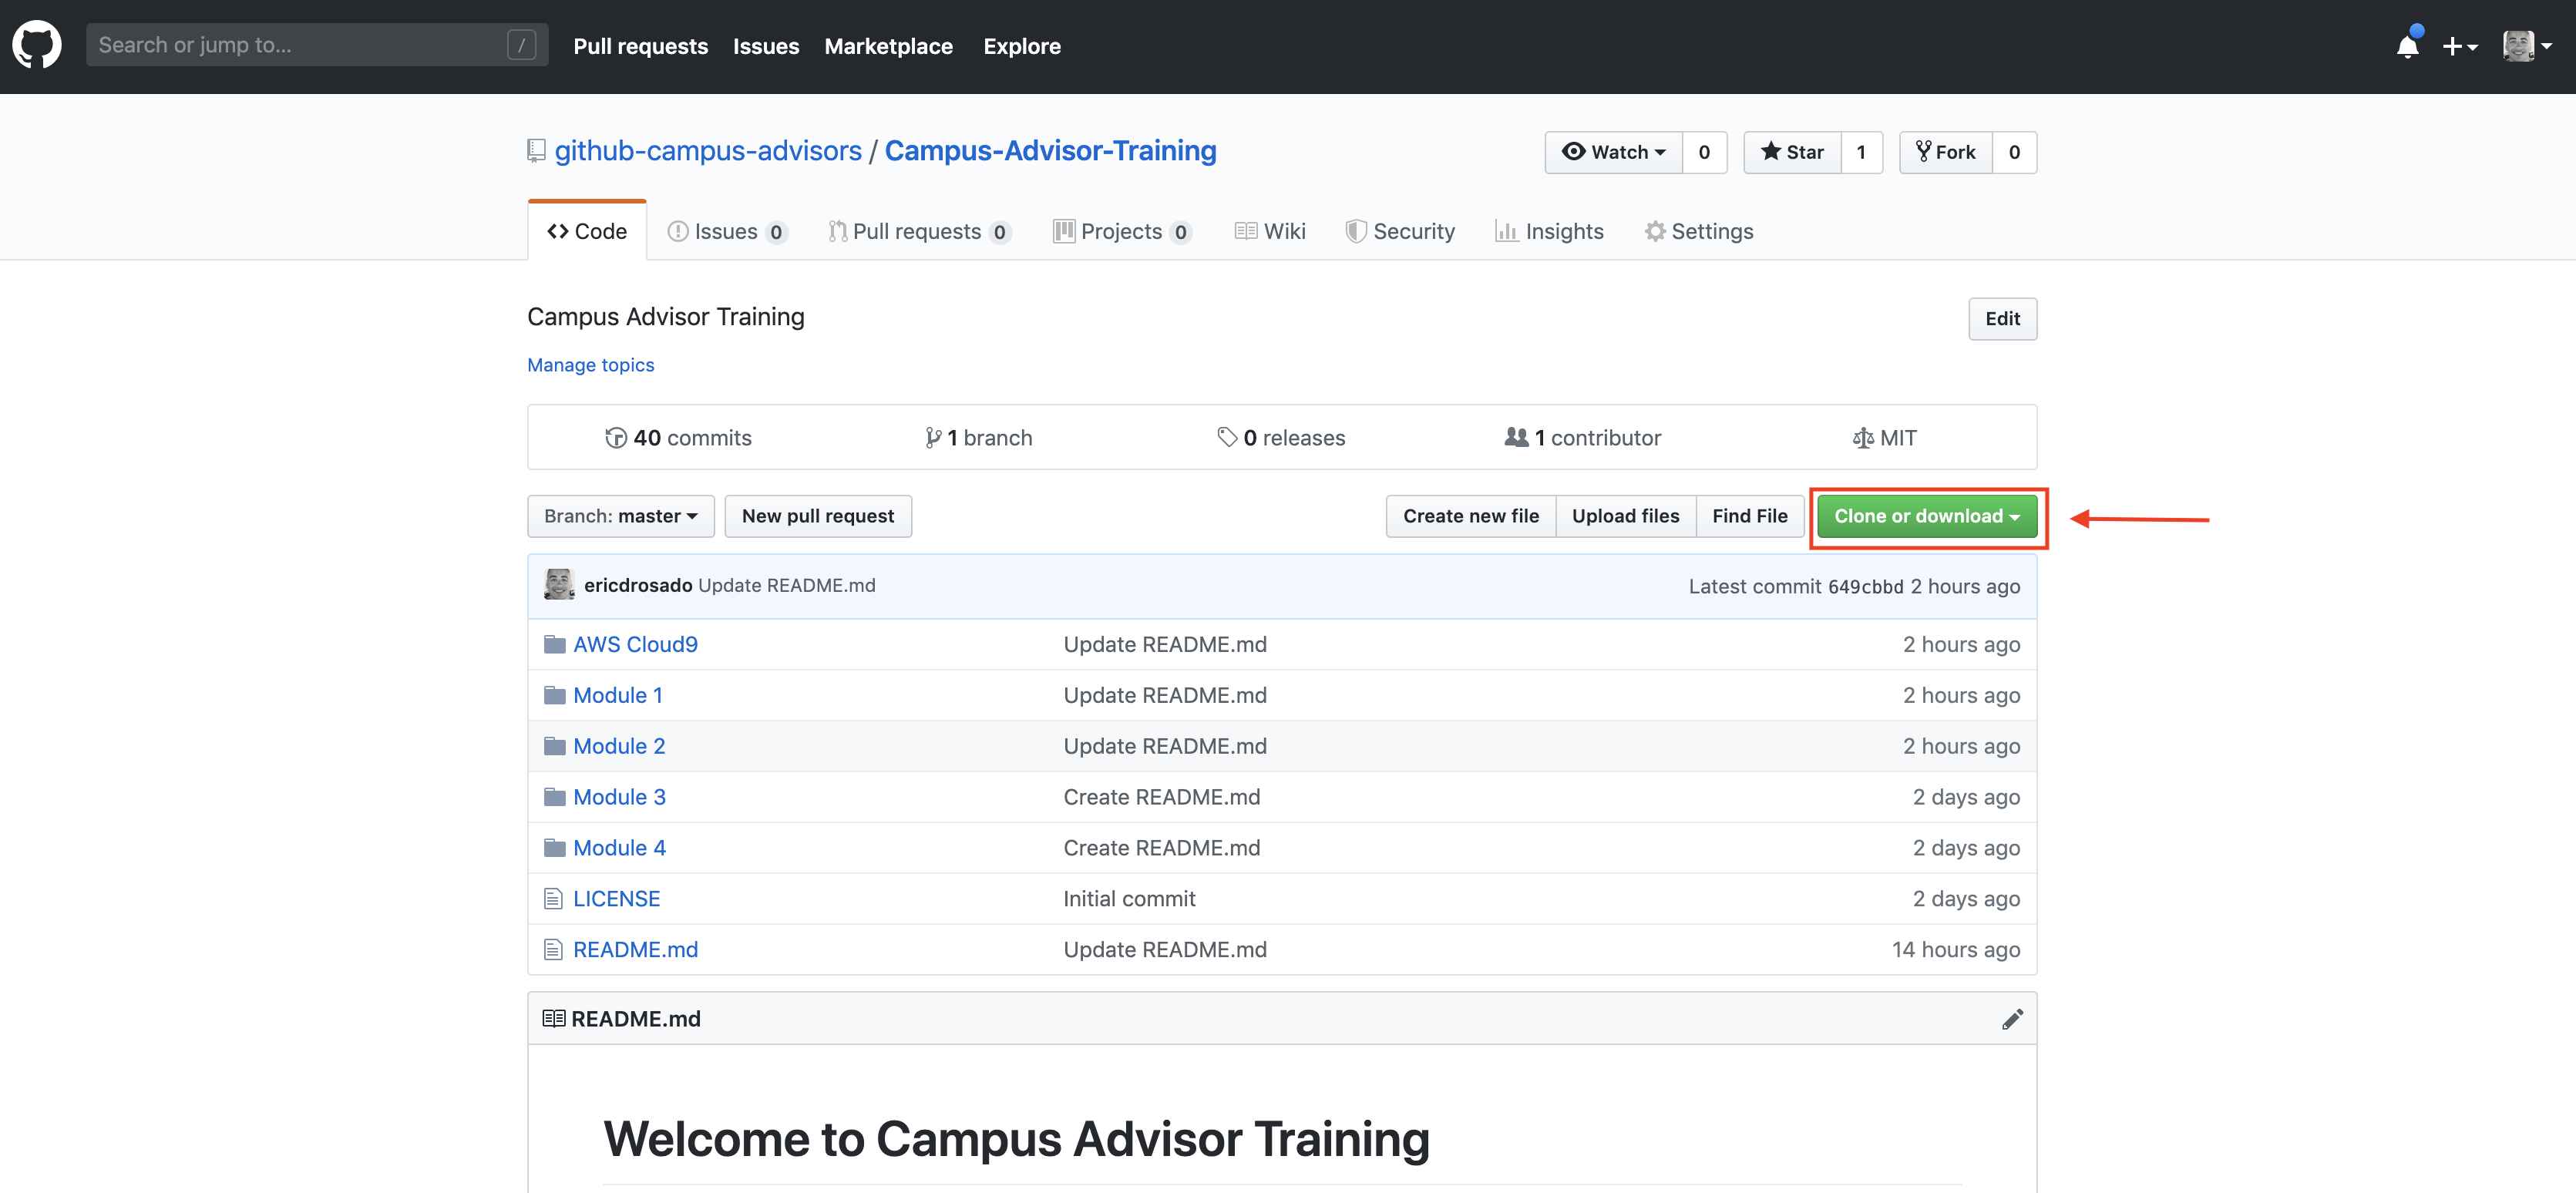 Search or jump to... /
Pull requests Issues Marketplace Explore
github-campus-advisors / Campus-Advisor-Training
Watch 0 Star 1 Fork 0
Code Issues 0 Pull requests 0 Projects 0 Wiki Security Insights Settings
Campus Advisor Training
Edit
Manage topics
40 commits 1 branch 0 releases 1 contributor MIT
Branch: master New pull request Create new file Upload files Find File Clone or download
ericdrosado Update README.md Latest commit 649cbbd 2 hours ago
AWS Cloud9 Update README.md 2 hours ago
Module 1 Update README.md 2 hours ago
Module 2 Update README.md 2 hours ago
Module 3 Create README.md 2 days ago
Module 4 Create README.md 2 days ago
LICENSE Initial commit 2 days ago
README.md Update README.md 14 hours ago
README.md
Welcome to Campus Advisor Training